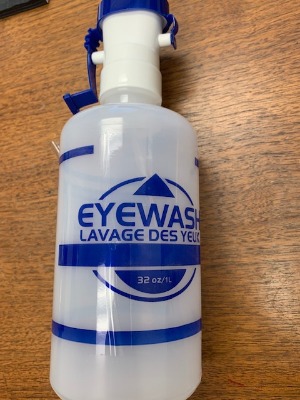 EYEWASH
LAVAGE DES YEUX
32 oz/1L